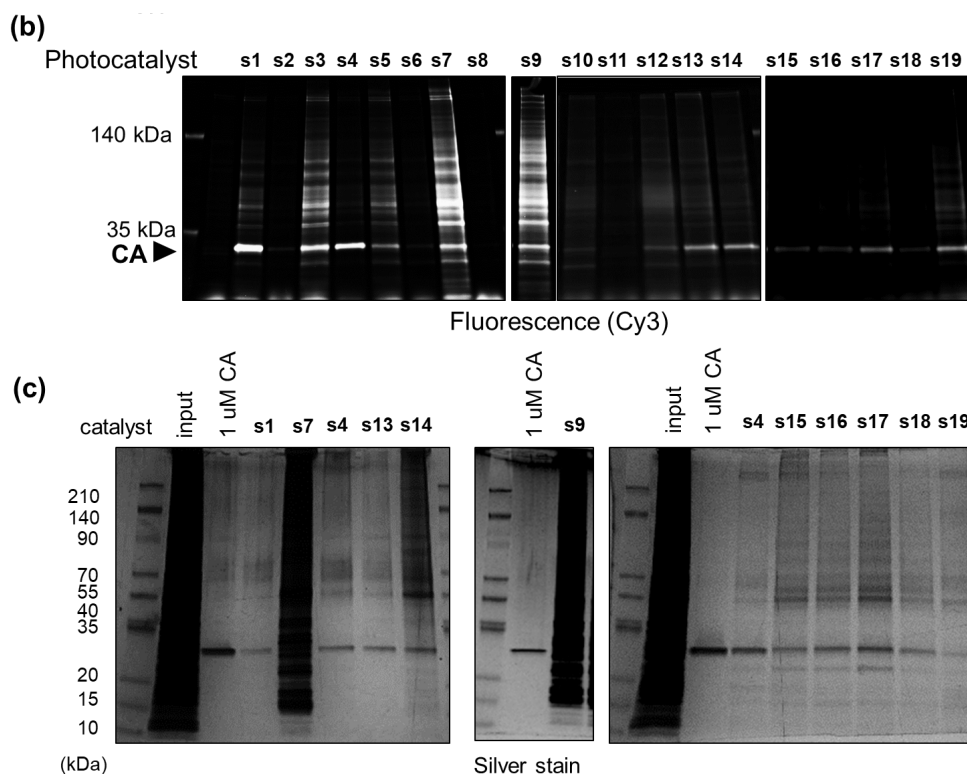 (b)
Photocatalyst s1 s2 s3 s4 s5 s6 s7 s8 s9 s10 s11 s12 s13 s14 s15 s16 s17 s18 s19
140 kDa
35 kDa
CA
Fluorescence (Cy3)
(c)
catalyst input 1 uM CA s1 s7 s4 s13 s14 1 uM CA s9 input 1 uM CA s4 s15 s16 s17 s18 s19
210
140
90
70
55
40
35
20
15
10
(kDa)
Silver stain